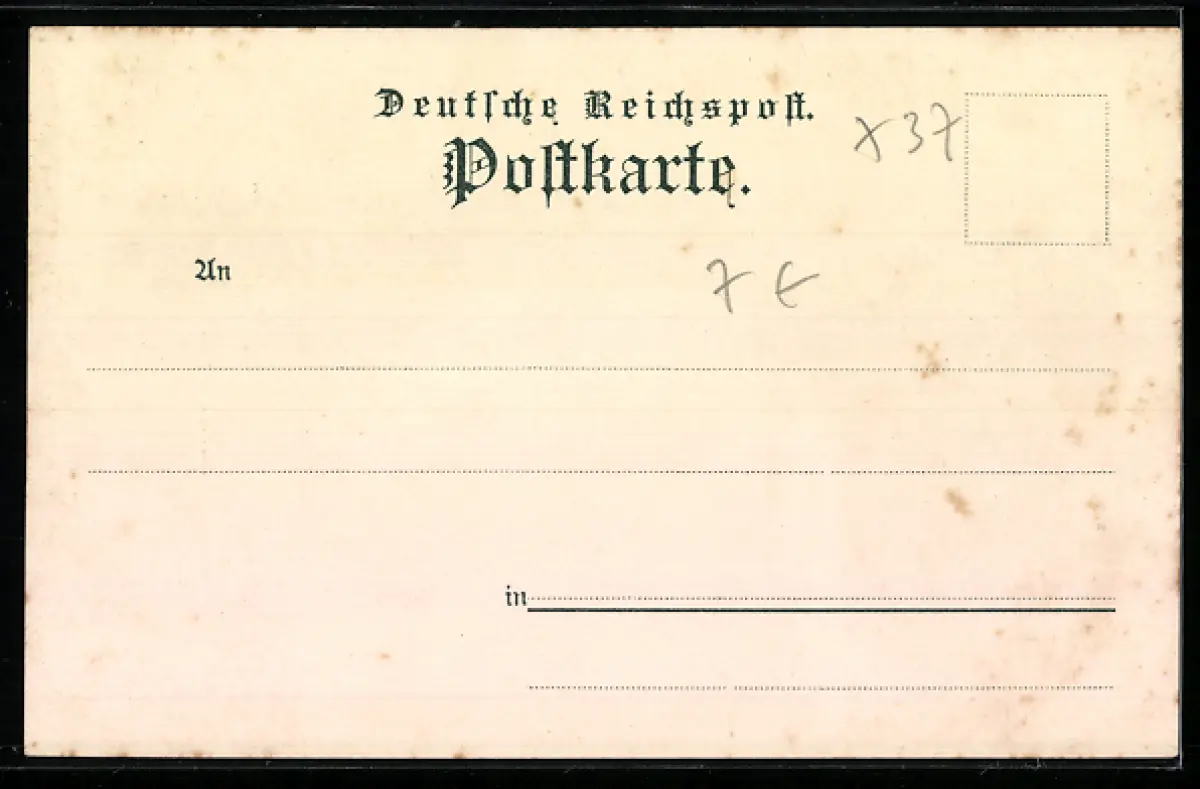 Deutſche Reichspoſt.
Poſtkarte.
x37
An
7 €
in